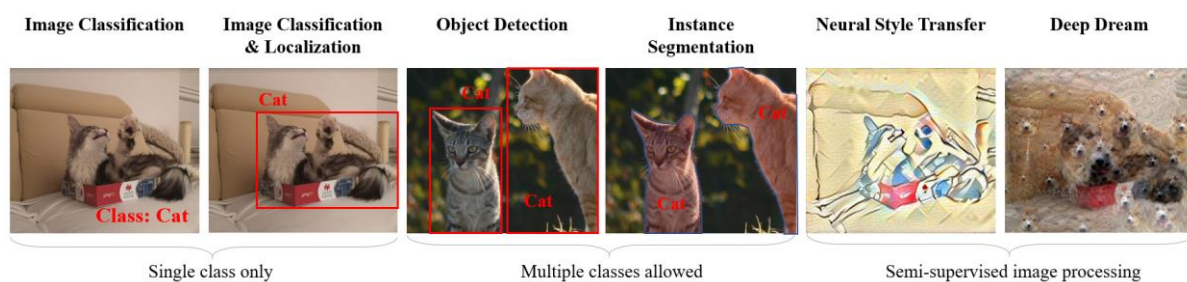 Image Classification
Image Classification
& Localization
Object Detection
Instance
Segmentation
Neural Style Transfer
Deep Dream
Class: Cat
Cat
Cat
Cat
Cat
Cat
Single class only
Multiple classes allowed
Semi-supervised image processing